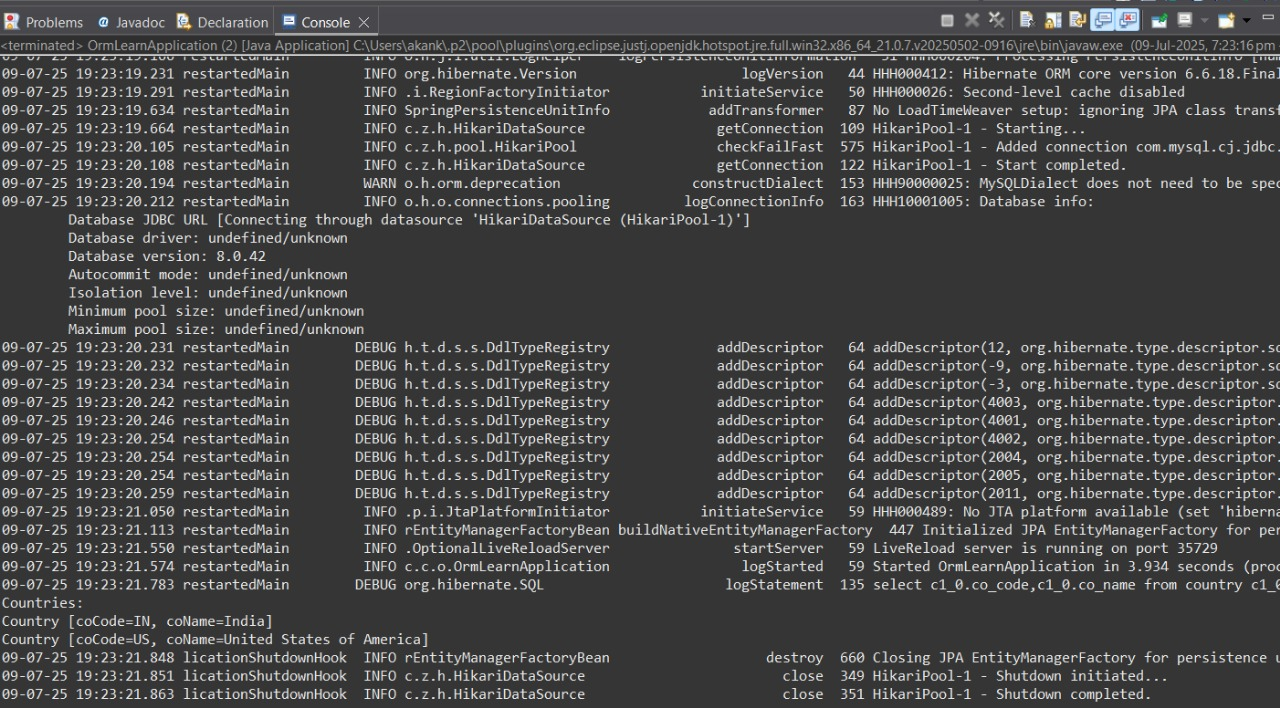 Problems @ Javadoc Declaration Console
<terminated> OrmLearnApplication (2) [Java Application] C:\Users\akank\.p2\pool\plugins\org.eclipse.justj.openjdk.hotspot.jre.full.win32.x86_64_21.0.7.v20250502-0916\jre\bin\javaw.exe (09-Jul-2025, 7:23:16 pm
09-07-25 19:23:19.231 restartedMain INFO org.hibernate.Version logVersion 44 HHH000412: Hibernate ORM core version 6.6.18.Final
09-07-25 19:23:19.291 restartedMain INFO .i.RegionFactoryInitiator initiateService 50 HHH000026: Second-level cache disabled
09-07-25 19:23:19.634 restartedMain INFO SpringPersistenceUnitInfo addTransformer 87 No LoadTimeWeaver setup: ignoring JPA class transf
09-07-25 19:23:19.664 restartedMain INFO c.z.h.HikariDataSource getConnection 109 HikariPool-1 - Starting...
09-07-25 19:23:20.105 restartedMain INFO c.z.h.pool.HikariPool checkFailFast 575 HikariPool-1 - Added connection com.mysql.cj.jdbc.
09-07-25 19:23:20.108 restartedMain INFO c.z.h.HikariDataSource getConnection 122 HikariPool-1 - Start completed.
09-07-25 19:23:20.194 restartedMain WARN o.h.orm.deprecation constructDialect 153 HHH90000025: MySQLDialect does not need to be spec
09-07-25 19:23:20.212 restartedMain INFO o.h.o.connections.pooling logConnectionInfo 163 HHH10001005: Database info:
Database JDBC URL [Connecting through datasource 'HikariDataSource (HikariPool-1)']
Database driver: undefined/unknown
Database version: 8.0.42
Autocommit mode: undefined/unknown
Isolation level: undefined/unknown
Minimum pool size: undefined/unknown
Maximum pool size: undefined/unknown
09-07-25 19:23:20.231 restartedMain DEBUG h.t.d.s.s.DdlTypeRegistry addDescriptor 64 addDescriptor(12, org.hibernate.type.descriptor.sq
09-07-25 19:23:20.232 restartedMain DEBUG h.t.d.s.s.DdlTypeRegistry addDescriptor 64 addDescriptor(-9, org.hibernate.type.descriptor.sq
09-07-25 19:23:20.234 restartedMain DEBUG h.t.d.s.s.DdlTypeRegistry addDescriptor 64 addDescriptor(-3, org.hibernate.type.descriptor.sq
09-07-25 19:23:20.242 restartedMain DEBUG h.t.d.s.s.DdlTypeRegistry addDescriptor 64 addDescriptor(4003, org.hibernate.type.descriptor.
09-07-25 19:23:20.246 restartedMain DEBUG h.t.d.s.s.DdlTypeRegistry addDescriptor 64 addDescriptor(4001, org.hibernate.type.descriptor.
09-07-25 19:23:20.254 restartedMain DEBUG h.t.d.s.s.DdlTypeRegistry addDescriptor 64 addDescriptor(4002, org.hibernate.type.descriptor.
09-07-25 19:23:20.254 restartedMain DEBUG h.t.d.s.s.DdlTypeRegistry addDescriptor 64 addDescriptor(2004, org.hibernate.type.descriptor.
09-07-25 19:23:20.254 restartedMain DEBUG h.t.d.s.s.DdlTypeRegistry addDescriptor 64 addDescriptor(2005, org.hibernate.type.descriptor.
09-07-25 19:23:20.259 restartedMain DEBUG h.t.d.s.s.DdlTypeRegistry addDescriptor 64 addDescriptor(2011, org.hibernate.type.descriptor.
09-07-25 19:23:21.050 restartedMain INFO .p.i.JtaPlatformInitiator initiateService 59 HHH000489: No JTA platform available (set 'hiberna
09-07-25 19:23:21.113 restartedMain INFO rEntityManagerFactoryBean buildNativeEntityManagerFactory 447 Initialized JPA EntityManagerFactory for per
09-07-25 19:23:21.550 restartedMain INFO .OptionalLiveReloadServer startServer 59 LiveReload server is running on port 35729
09-07-25 19:23:21.574 restartedMain INFO c.c.o.OrmLearnApplication logStarted 59 Started OrmLearnApplication in 3.934 seconds (proc
09-07-25 19:23:21.783 restartedMain DEBUG org.hibernate.SQL logStatement 135 select c1_0.co_code,c1_0.co_name from country c1_0
Countries:
Country [coCode=IN, coName=India]
Country [coCode=US, coName=United States of America]
09-07-25 19:23:21.848 licationShutdownHook INFO rEntityManagerFactoryBean destroy 660 Closing JPA EntityManagerFactory for persistence u
09-07-25 19:23:21.851 licationShutdownHook INFO c.z.h.HikariDataSource close 349 HikariPool-1 - Shutdown initiated...
09-07-25 19:23:21.863 licationShutdownHook INFO c.z.h.HikariDataSource close 351 HikariPool-1 - Shutdown completed.